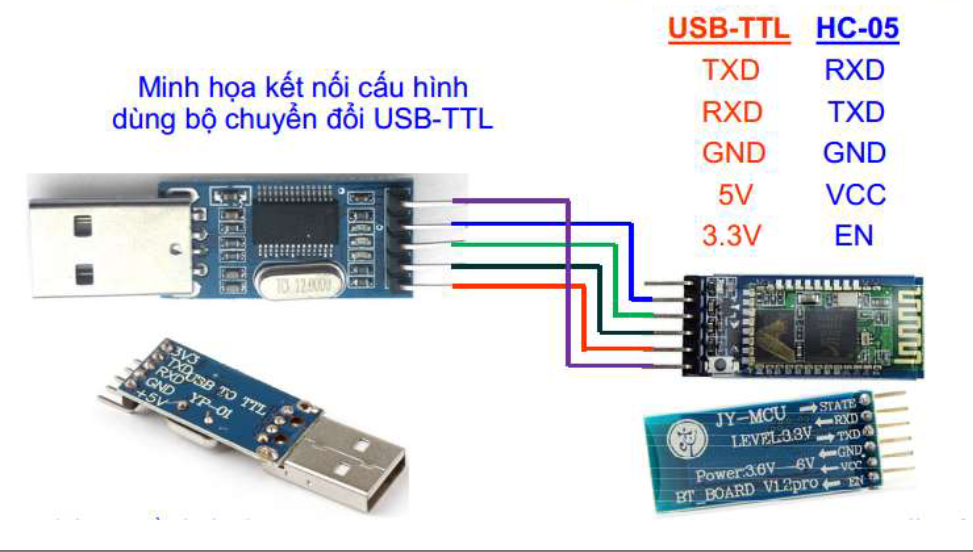 USB-TTL HC-05
TXD RXD
RXD TXD
GND GND
5V VCC
3.3V EN
Minh họa kết nối cấu hình
dùng bộ chuyển đổi USB-TTL
3V3
TXD
RXD
GND
+5V
USB TO TTL
YP-01
JY-MCU
LEVEL:3.3V
Power:3.6V---6V
BT_BOARD V1.2pro
STATE
RXD
TXD
GND
VCC
EN